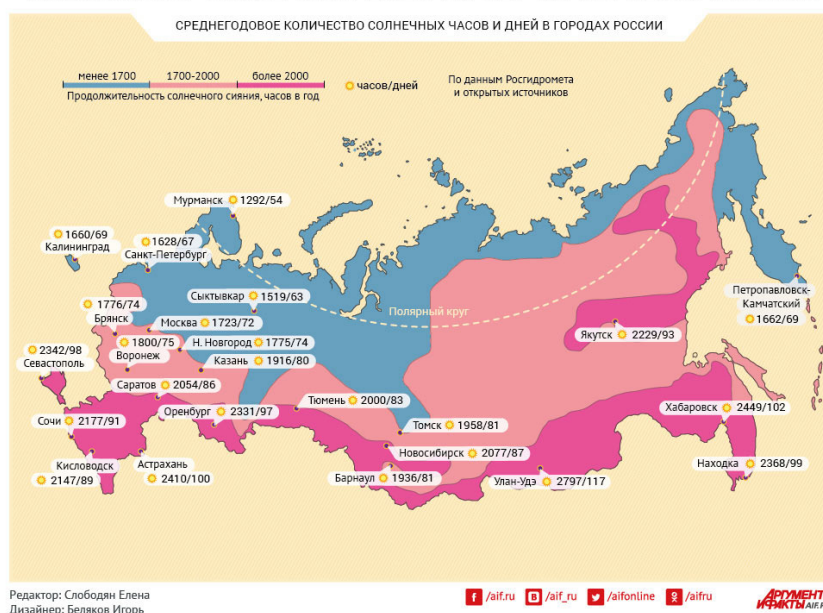 СРЕДНЕГОДОВОЕ КОЛИЧЕСТВО СОЛНЕЧНЫХ ЧАСОВ И ДНЕЙ В ГОРОДАХ РОССИИ
менее 1700
1700-2000
более 2000
Продолжительность солнечного сияния, часов в год
часов/дней
По данным Росгидромета
и открытых источников
Мурманск 1292/54
1660/69
Калининград
1628/67
Санкт-Петербург
Сыктывкар 1519/63
Полярный круг
Петропавловск-
Камчатский
1662/69
1776/74
Брянск
Москва 1723/72
1800/75
Воронеж
Н. Новгород 1775/74
Якутск 2229/93
2342/98
Севастополь
Казань 1916/80
Саратов 2054/86
Тюмень 2000/83
Оренбург 2331/97
Хабаровск 2449/102
Сочи 2177/91
Томск 1958/81
Новосибирск 2077/87
Кисловодск
2147/89
Астрахань
2410/100
Барнаул 1936/81
Улан-Удэ 2797/117
Находка 2368/99
Редактор: Слободян Елена
Дизайнер: Беляков Игорь
/aif.ru
/aif_ru
/aifonline
/aifru
АРГУМЕНТЫ
И ФАКТЫ AIF.RU